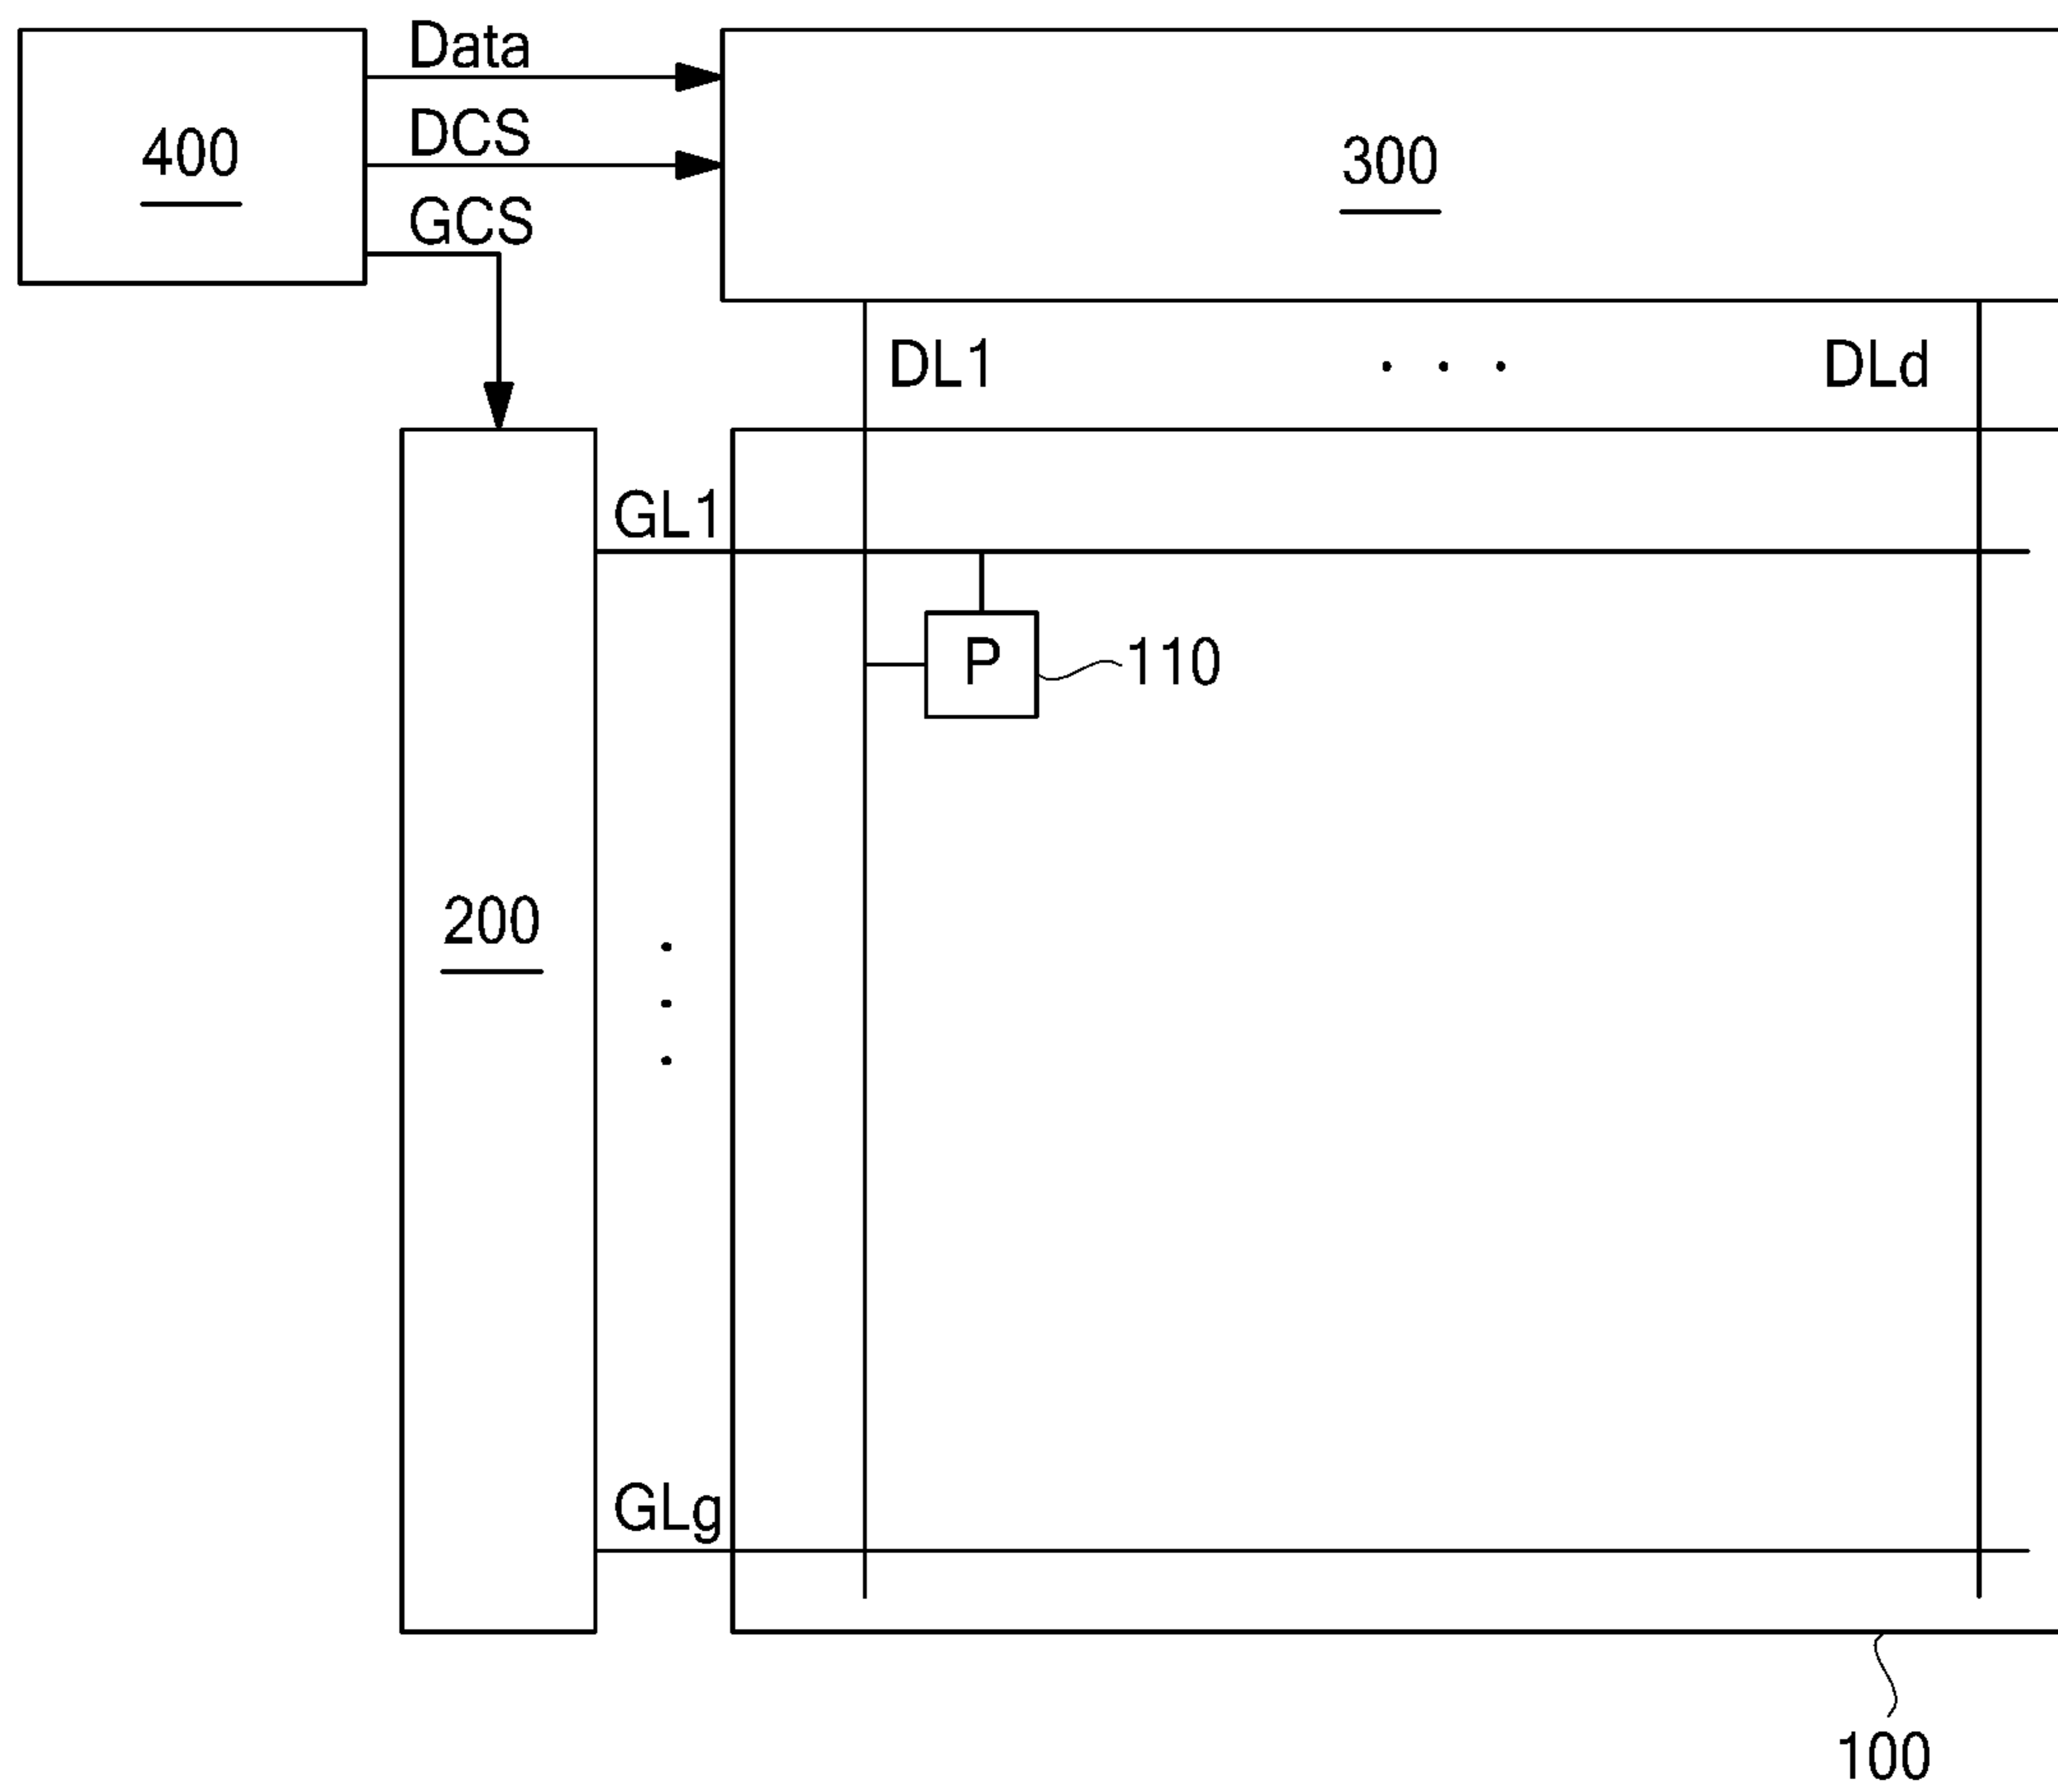 Data
DCS
400
300
GCS
DL1 . . . DLd
GL1
P 110
200
.
.
.
GLg
100